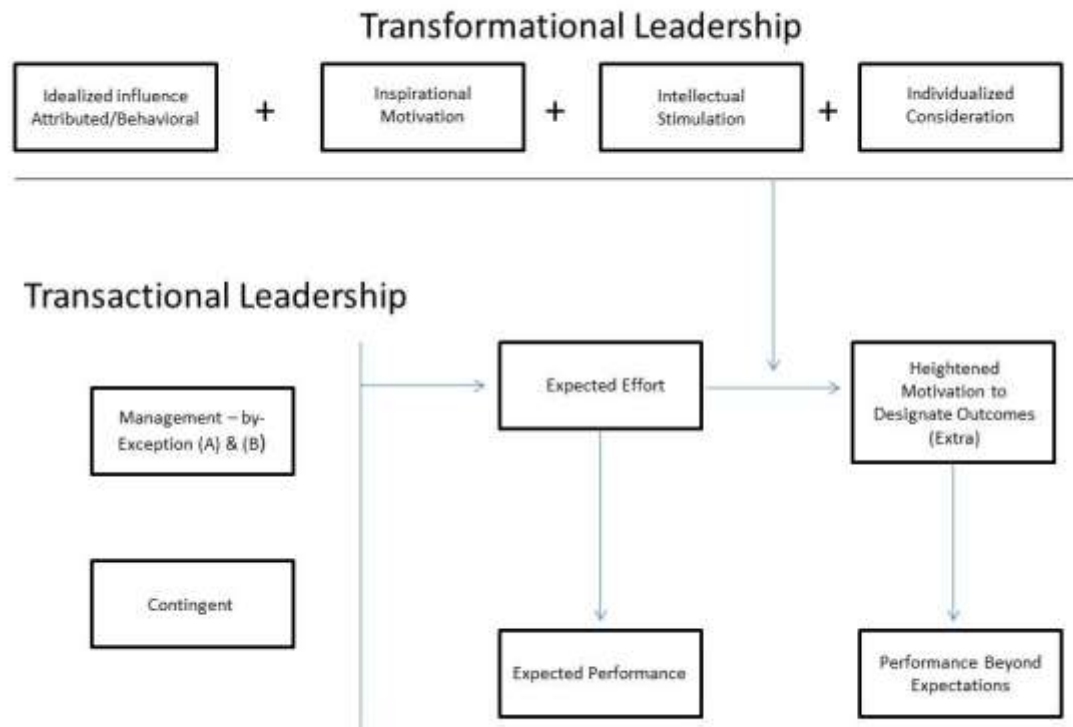 Transformational Leadership
Idealized influence
Attributed/Behavioral
+
Inspirational
Motivation
+
Intellectual
Stimulation
+
Individualized
Consideration
Transactional Leadership
Management – by-
Exception (A) & (B)
Contingent
Expected Effort
Heightened
Motivation to
Designate Outcomes
(Extra)
Expected Performance
Performance Beyond
Expectations